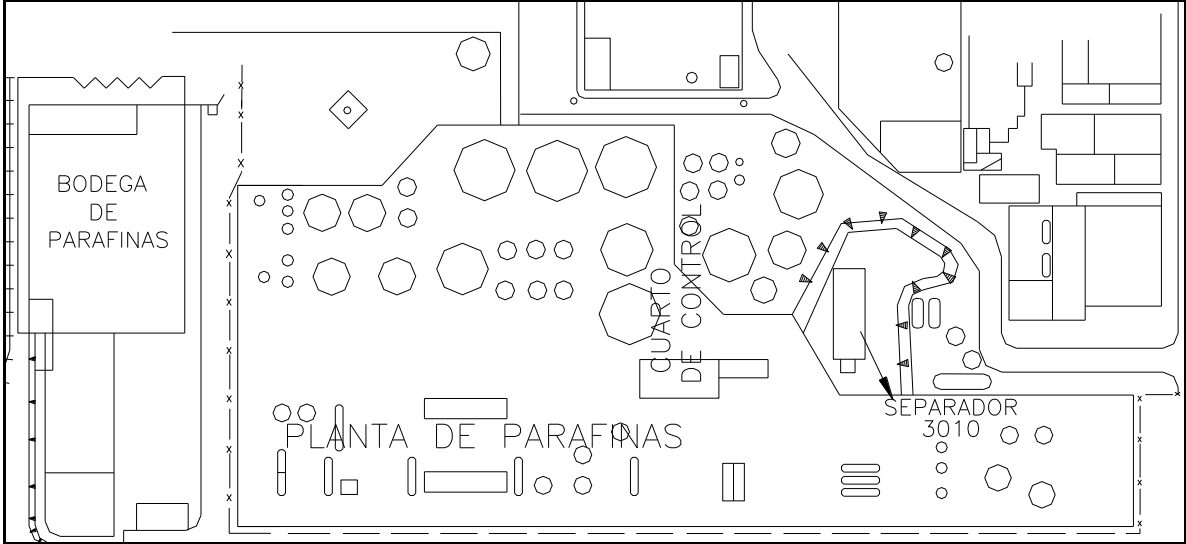 BODEGA
DE
PARAFINAS
CUARTO
DE CONTROL
SEPARADOR
3010
PLANTA DE PARAFINAS